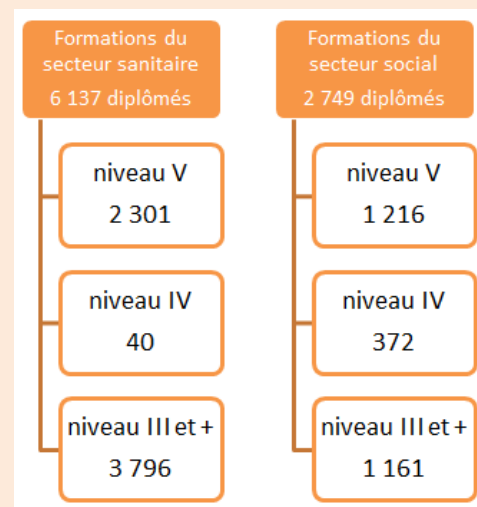 Formations du
secteur sanitaire
6 137 diplômés
niveau V
2 301
niveau IV
40
niveau III et +
3 796
Formations du
secteur social
2 749 diplômés
niveau V
1 216
niveau IV
372
niveau III et +
1 161